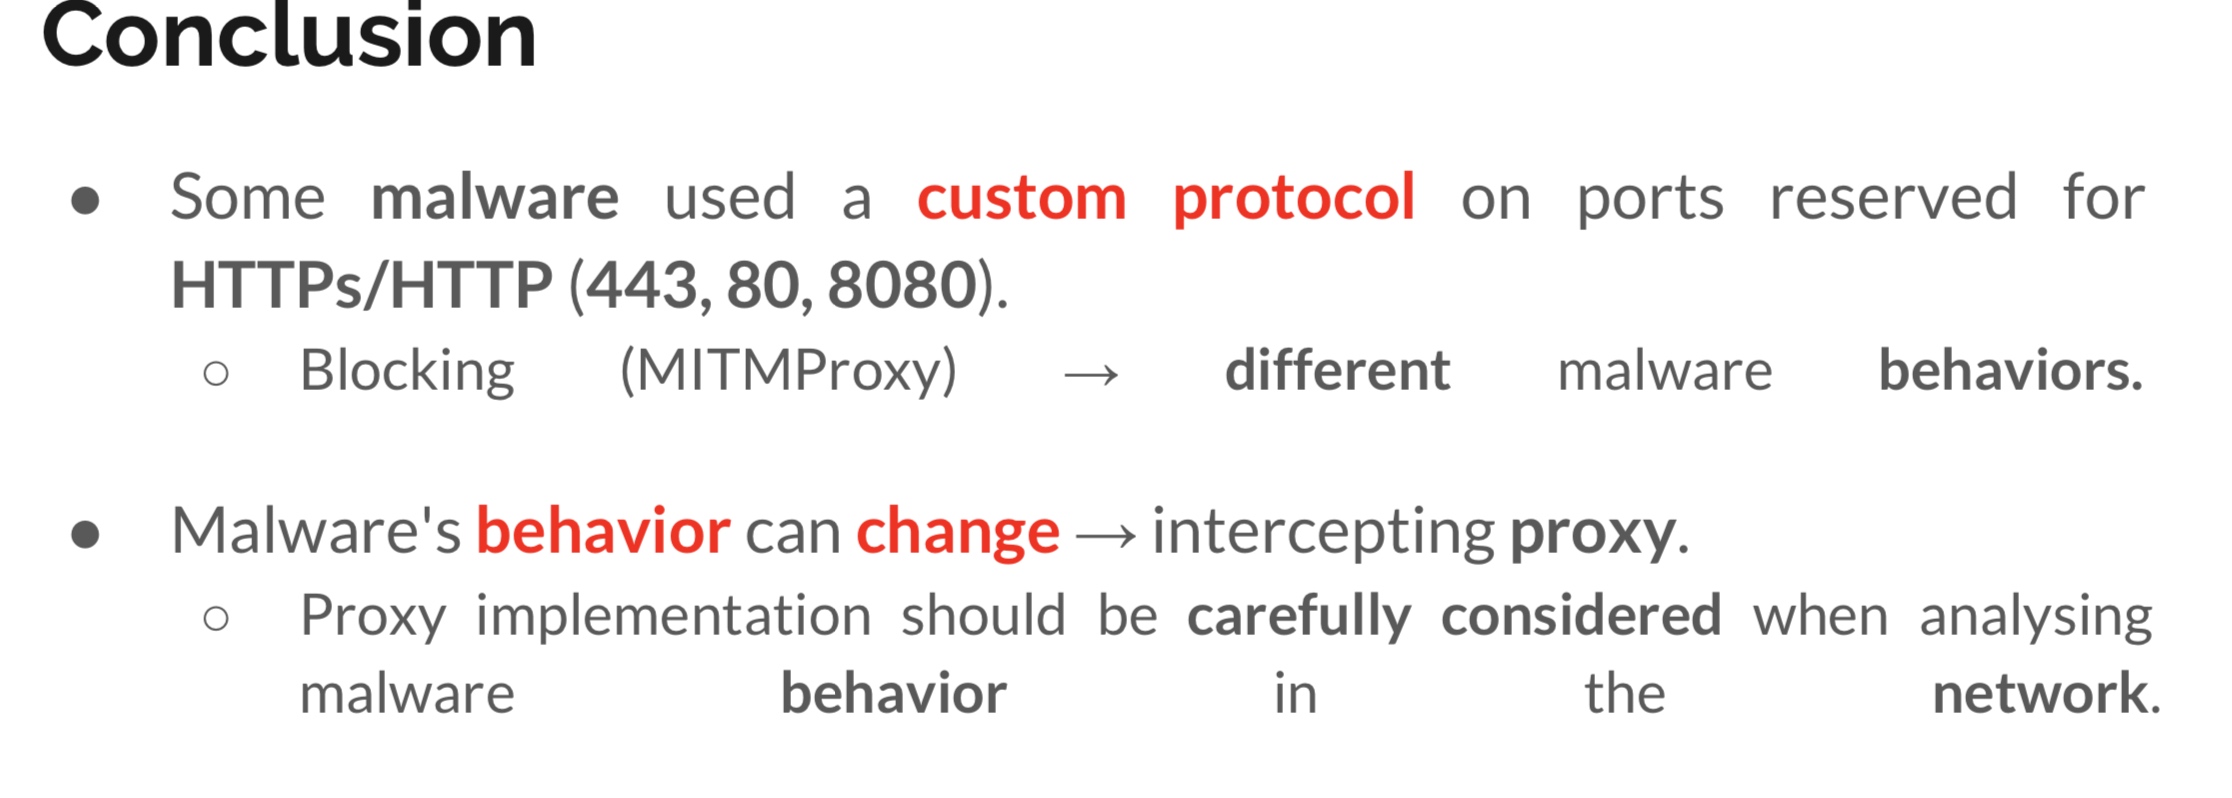 Conclusion
● Some malware used a custom protocol on ports reserved for
HTTPs/HTTP (443, 80, 8080).
○ Blocking (MITMProxy) → different malware behaviors.
● Malware's behavior can change → intercepting proxy.
○ Proxy implementation should be carefully considered when analysing
malware behavior in the network.